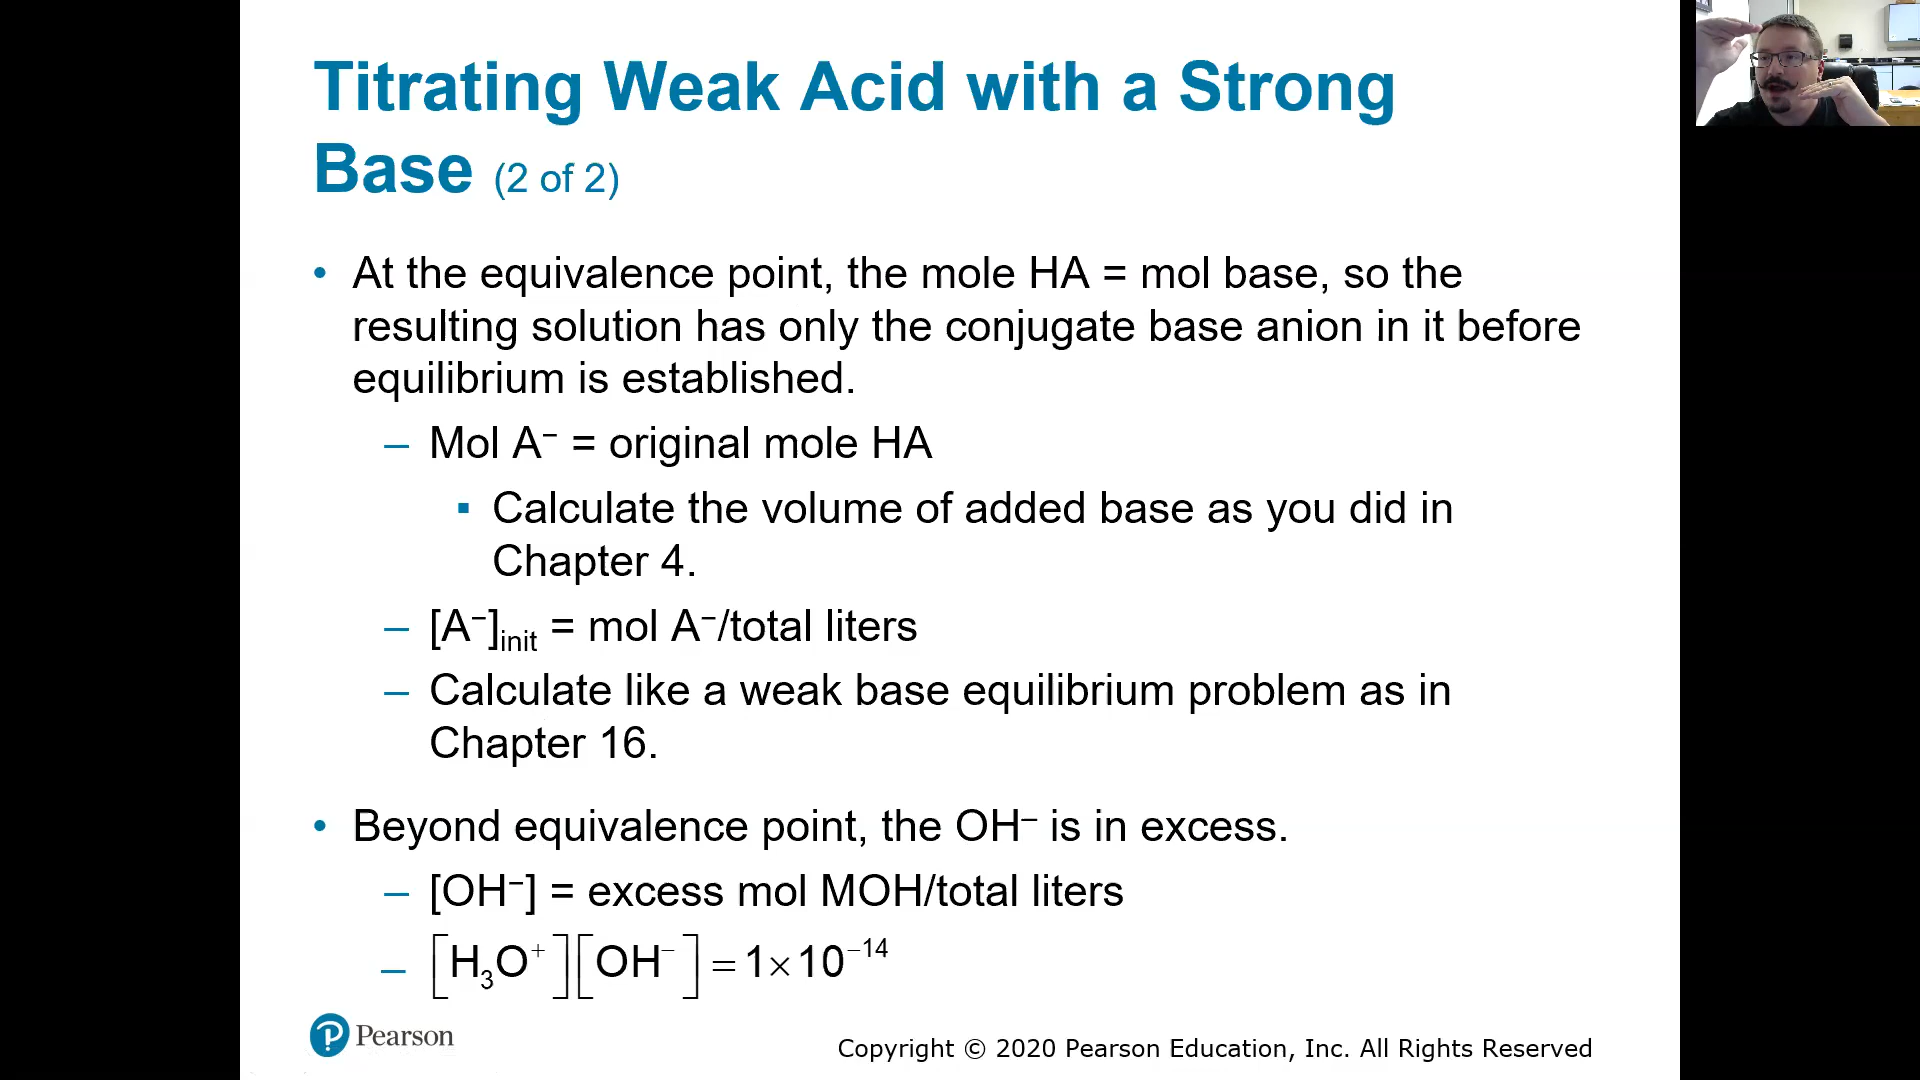 Titrating Weak Acid with a Strong
Base (2 of 2)
• At the equivalence point, the mole HA = mol base, so the
resulting solution has only the conjugate base anion in it before
equilibrium is established.
– Mol A⁻ = original mole HA
▪ Calculate the volume of added base as you did in
Chapter 4.
– [A⁻]init = mol A⁻/total liters
– Calculate like a weak base equilibrium problem as in
Chapter 16.
• Beyond equivalence point, the OH⁻ is in excess.
– [OH⁻] = excess mol MOH/total liters
– [H₃O⁺][OH⁻] = 1×10⁻¹⁴
P Pearson
Copyright © 2020 Pearson Education, Inc. All Rights Reserved